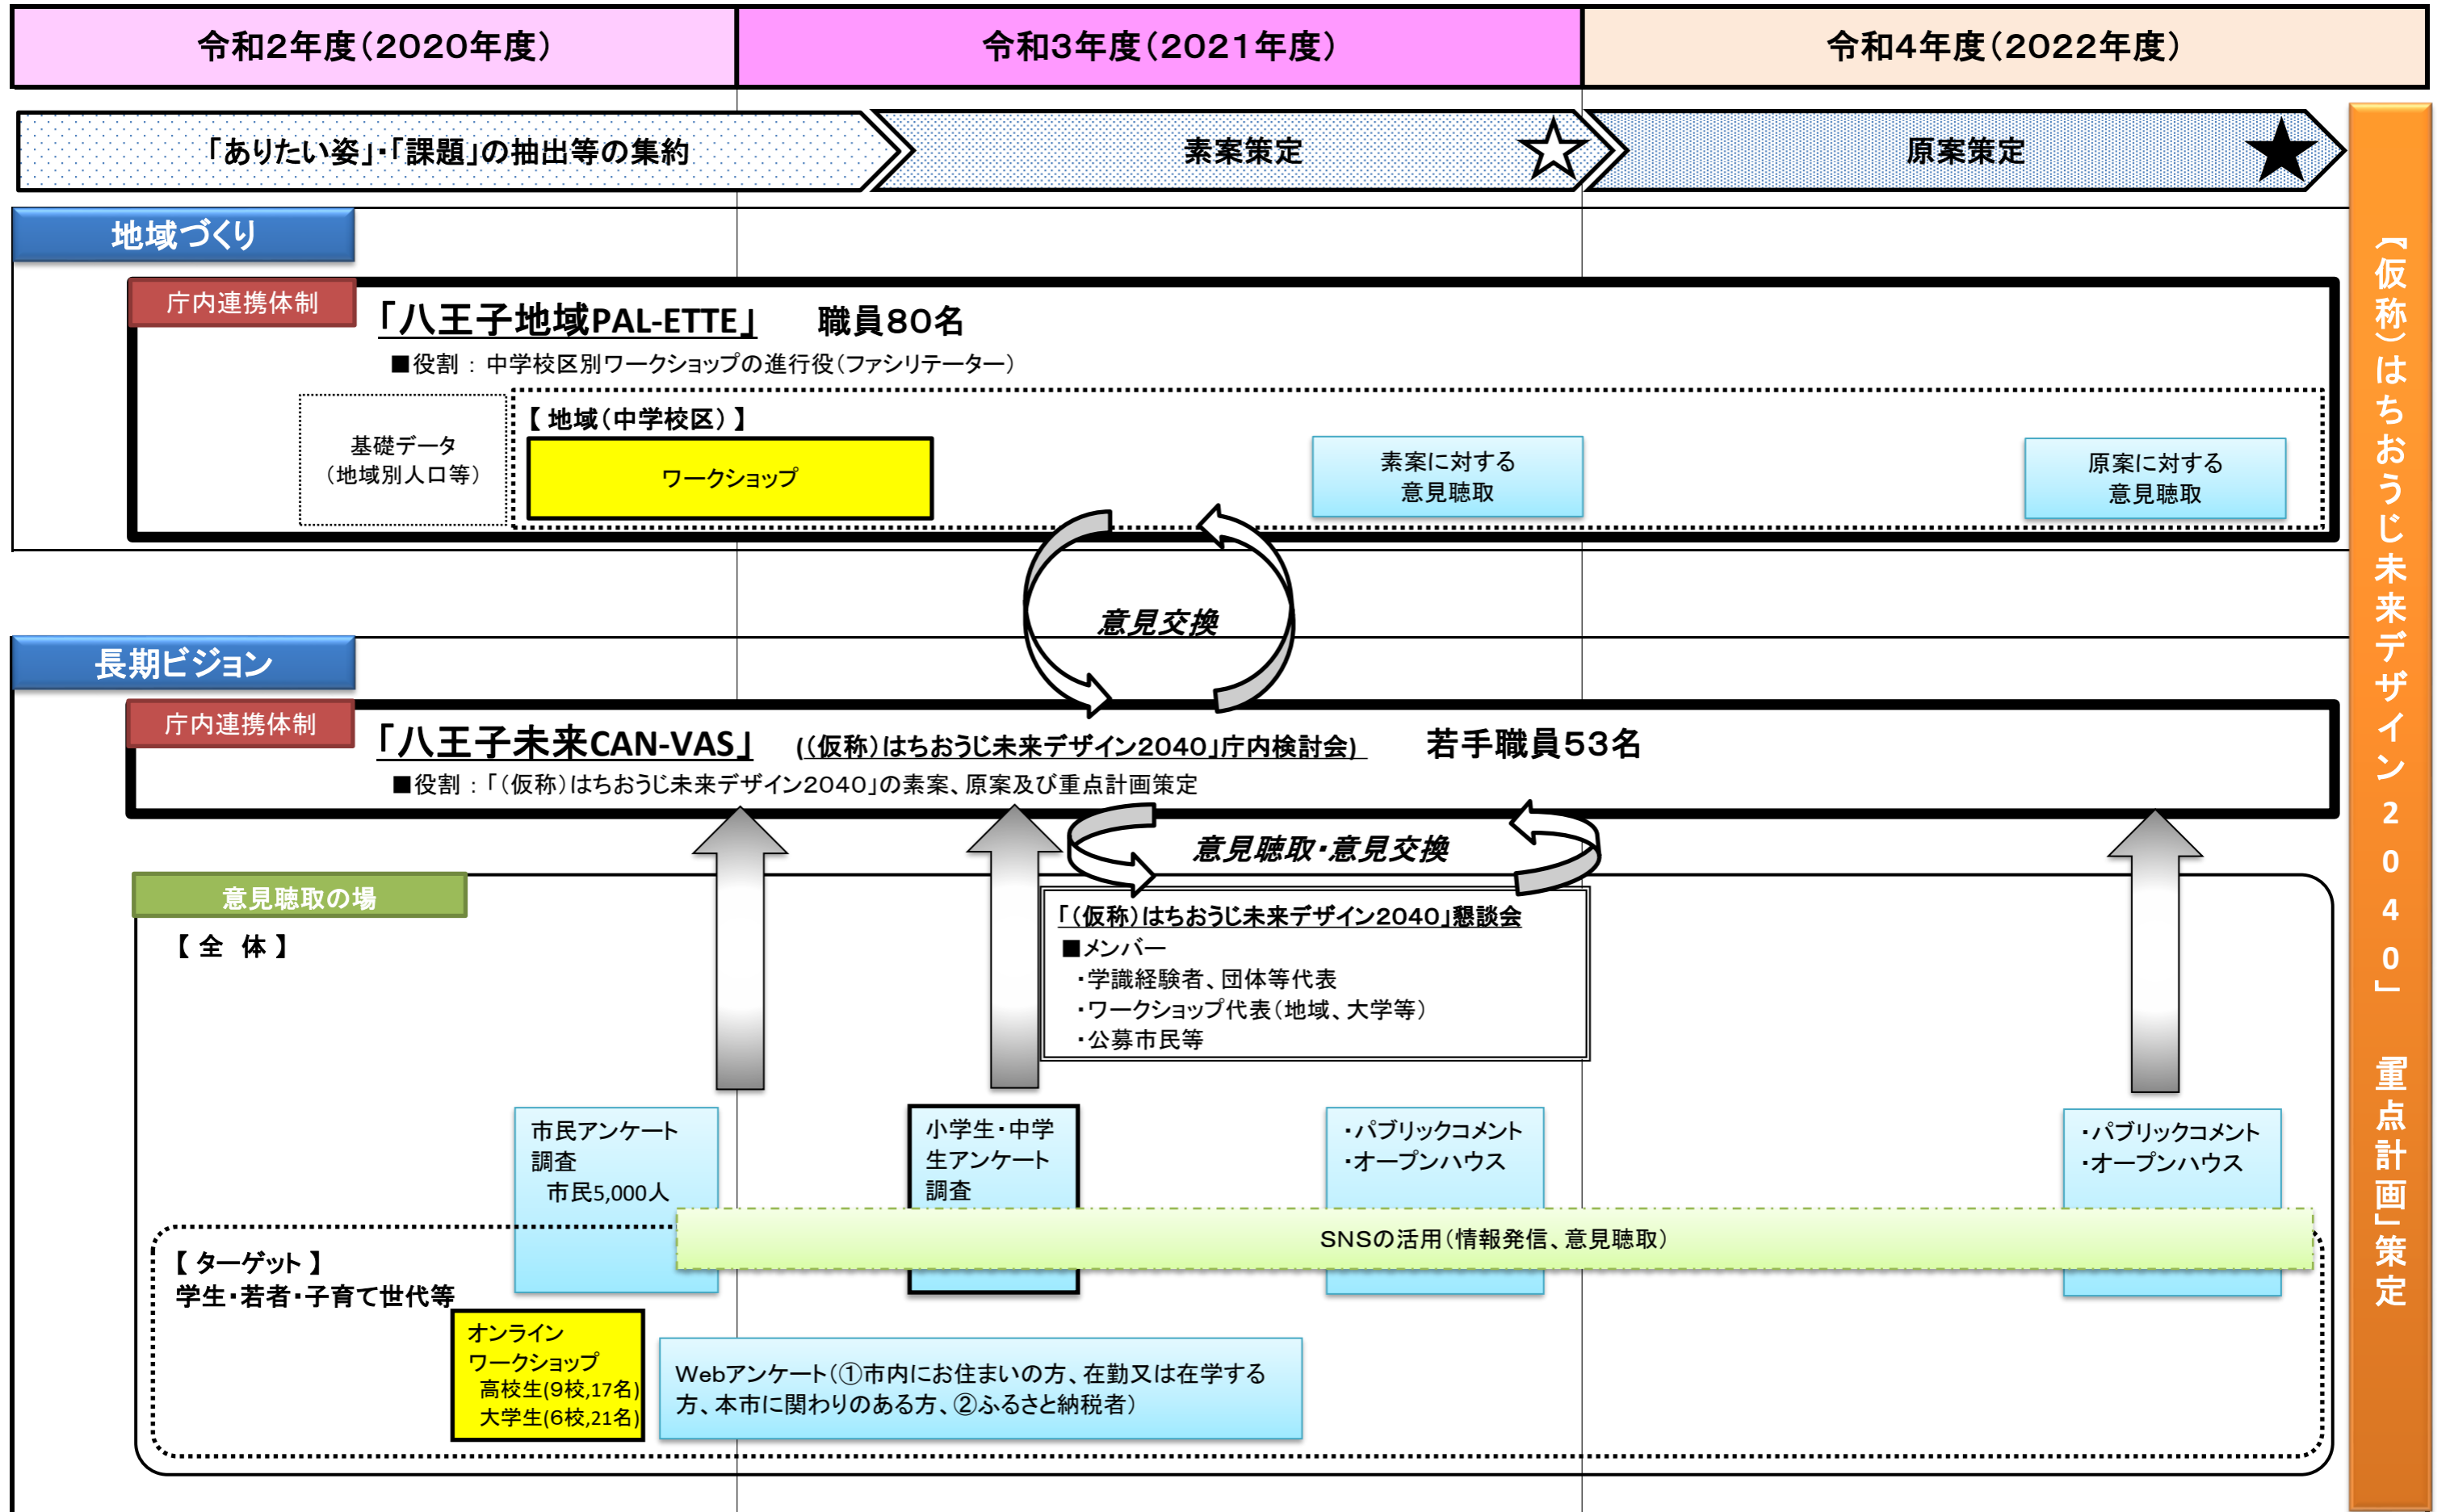 令和2年度(2020年度)
令和3年度(2021年度)
令和4年度(2022年度)
「ありたい姿」・「課題」の抽出等の集約
素案策定
原案策定
地域づくり
庁内連携体制
「八王子地域PAL-ETTE」 職員80名
■役割：中学校区別ワークショップの進行役(ファシリテーター)
基礎データ
(地域別人口等)
【 地域(中学校区) 】
ワークショップ
素案に対する
意見聴取
原案に対する
意見聴取
意見交換
長期ビジョン
庁内連携体制
「八王子未来CAN-VAS」 (（仮称）はちおうじ未来デザイン2040」庁内検討会) 若手職員53名
■役割：「（仮称）はちおうじ未来デザイン2040」の素案、原案及び重点計画策定
意見聴取・意見交換
意見聴取の場
【 全 体 】
「(仮称)はちおうじ未来デザイン2040」懇談会
■メンバー
・学識経験者、団体等代表
・ワークショップ代表(地域、大学等)
・公募市民等
市民アンケート
調査
市民5,000人
小学生・中学
生アンケート
調査
・パブリックコメント
・オープンハウス
・パブリックコメント
・オープンハウス
SNSの活用(情報発信、意見聴取)
【 ターゲット 】
学生・若者・子育て世代等
オンライン
ワークショップ
高校生(9校,17名)
大学生(6校,21名)
Webアンケート(①市内にお住まいの方、在勤又は在学する
方、本市に関わりのある方、②ふるさと納税者)
「(仮称)はちおうじ未来デザイン2040」 「重点計画」策定